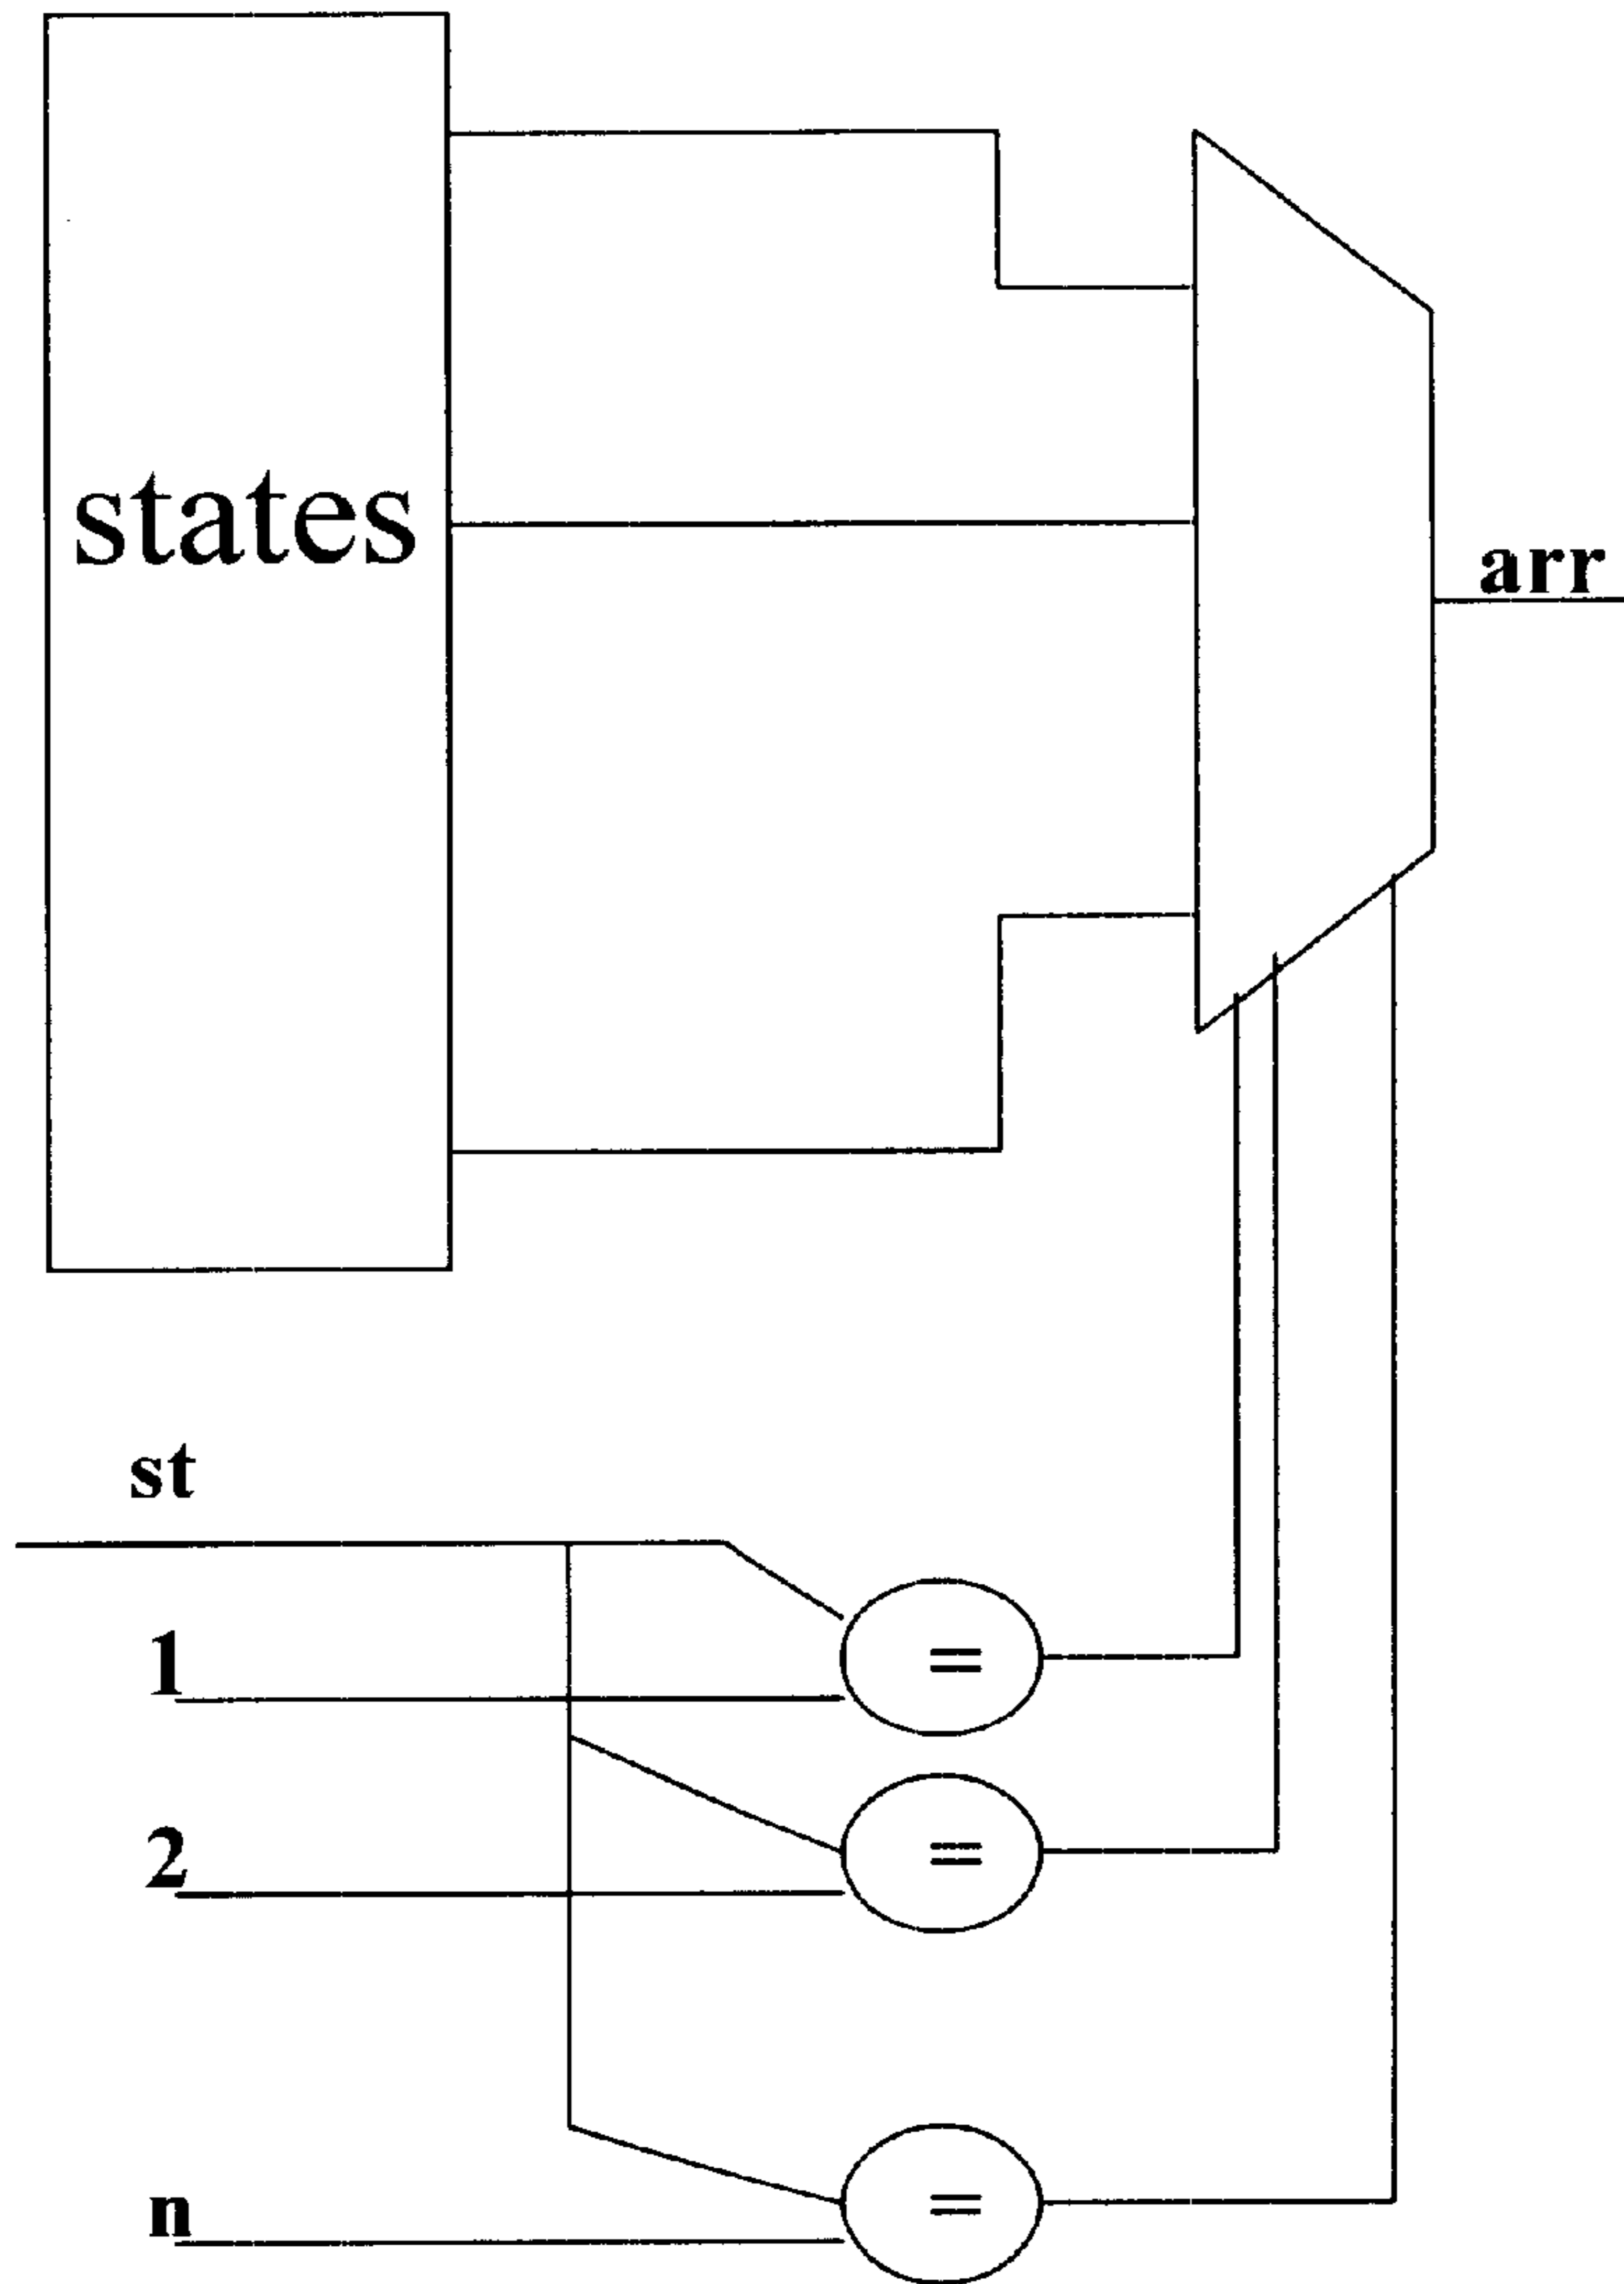 states
arr
st
1
=
2
=
n
=